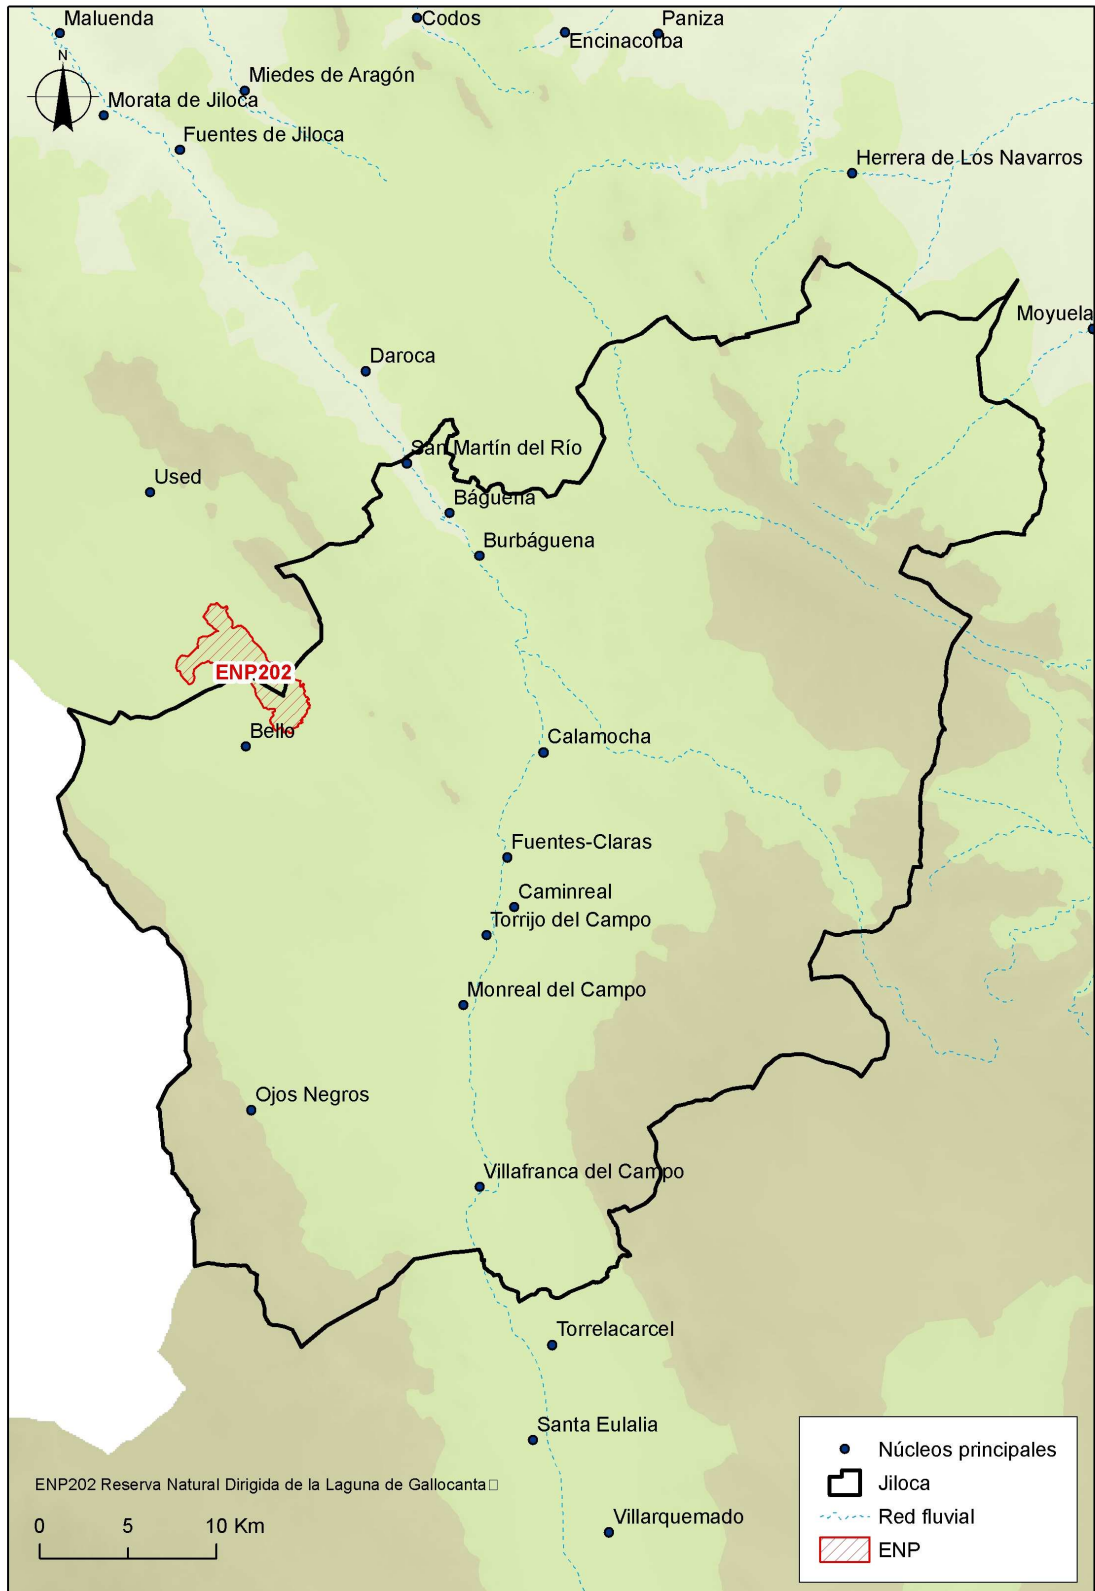 Maluenda
Codos
Paniza
Encinacorba
N
Miedes de Aragón
Morata de Jiloca
Fuentes de Jiloca
Herrera de Los Navarros
Moyuela
Daroca
San Martín del Río
Used
Báguena
Burbáguena
ENP202
Bello
Calamocha
Fuentes-Claras
Caminreal
Torrijo del Campo
Monreal del Campo
Ojos Negros
Villafranca del Campo
Torrelacarcel
Santa Eulalia
Villarquemado
ENP202 Reserva Natural Dirigida de la Laguna de Gallocanta□
0 5 10 Km
Núcleos principales
Jiloca
Red fluvial
ENP